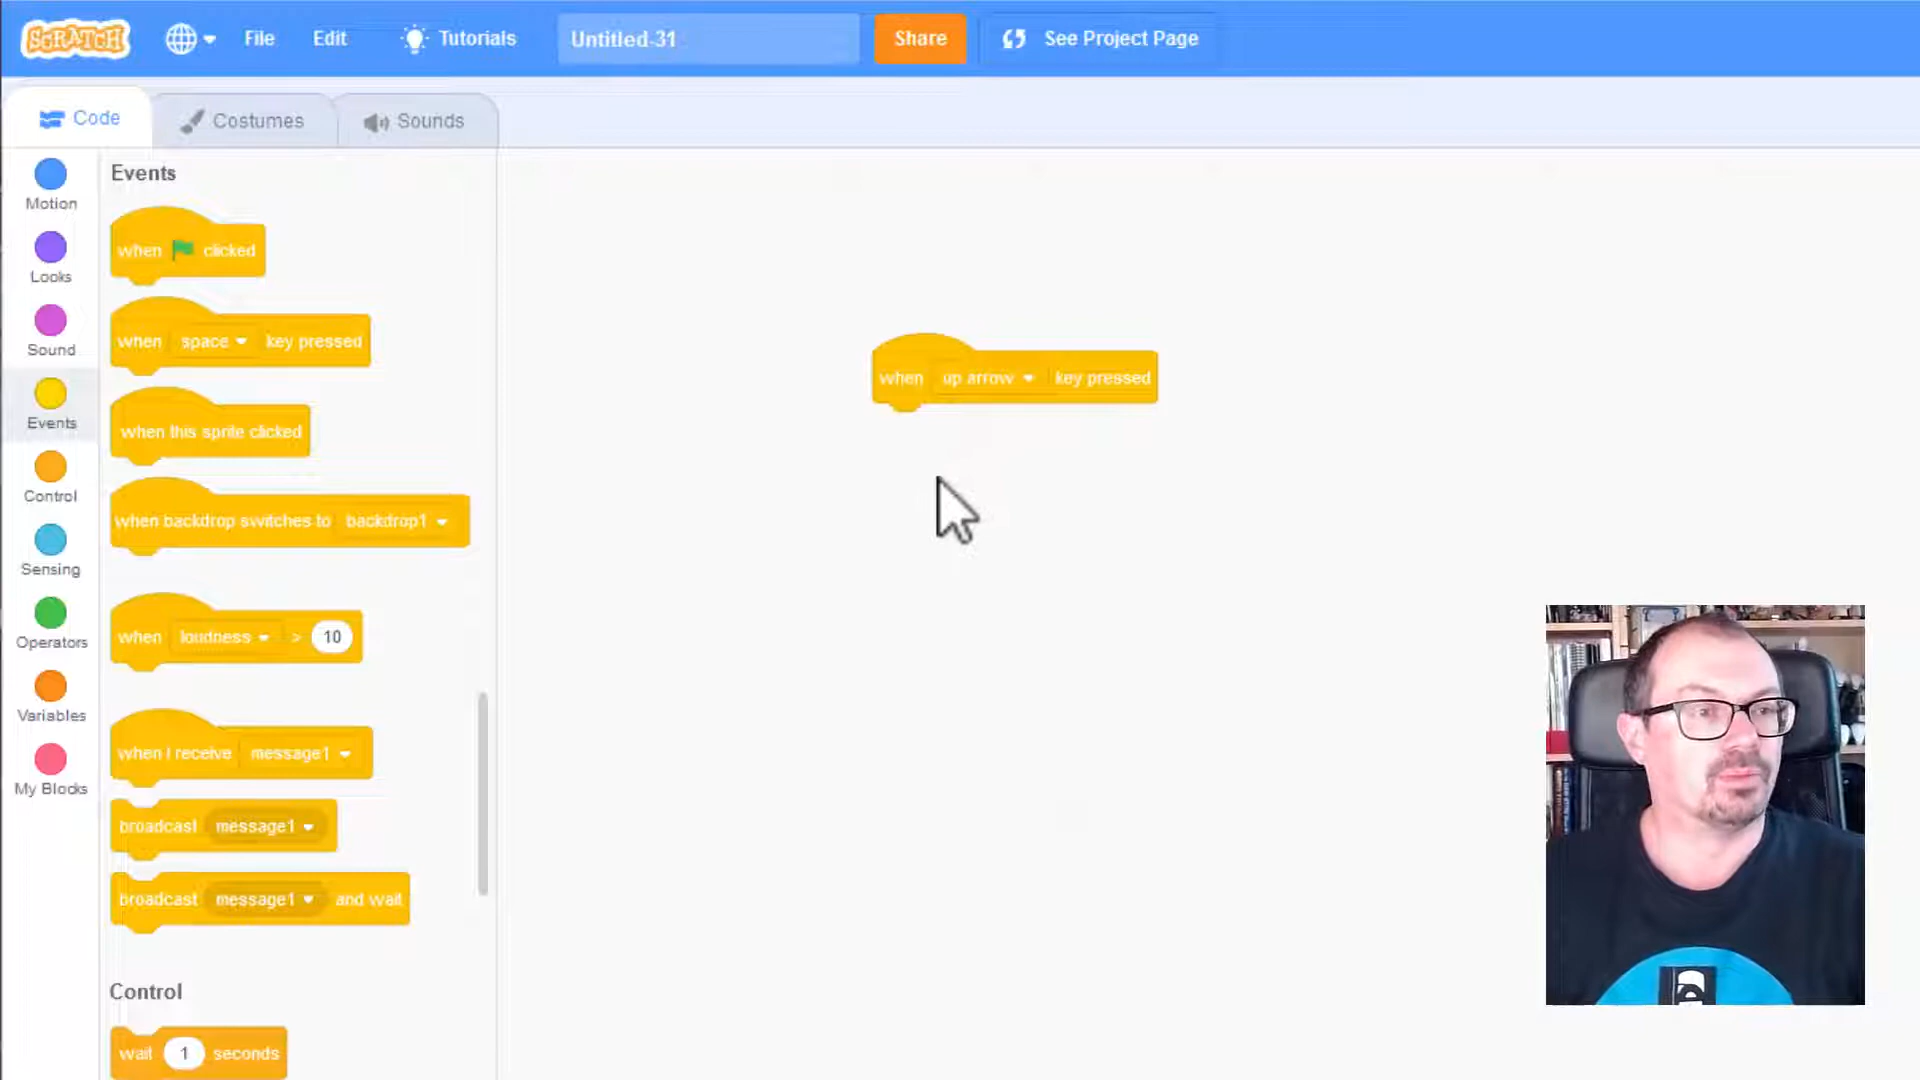 SCRATCH File Edit Tutorials Untitled-31 Share See Project Page
Code Costumes Sounds
Motion
Looks
Sound
Events
Control
Sensing
Operators
Variables
My Blocks
Events
when clicked
when space key pressed
when this sprite clicked
when backdrop switches to backdrop1
when loudness > 10
when I receive message1
broadcast message1
broadcast message1 and wait
Control
wait 1 seconds
when up arrow key pressed